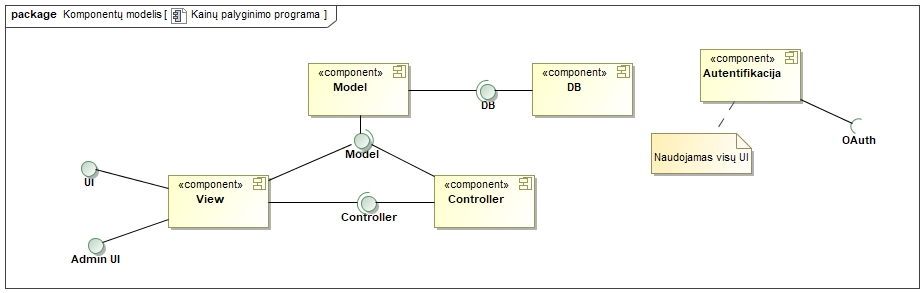 package Komponentų modelis [ Kainų palyginimo programa ]
«component»
Model
DB
«component»
DB
«component»
Autentifikacija
OAuth
Naudojamas visų UI
Model
UI
«component»
View
Controller
«component»
Controller
Admin UI